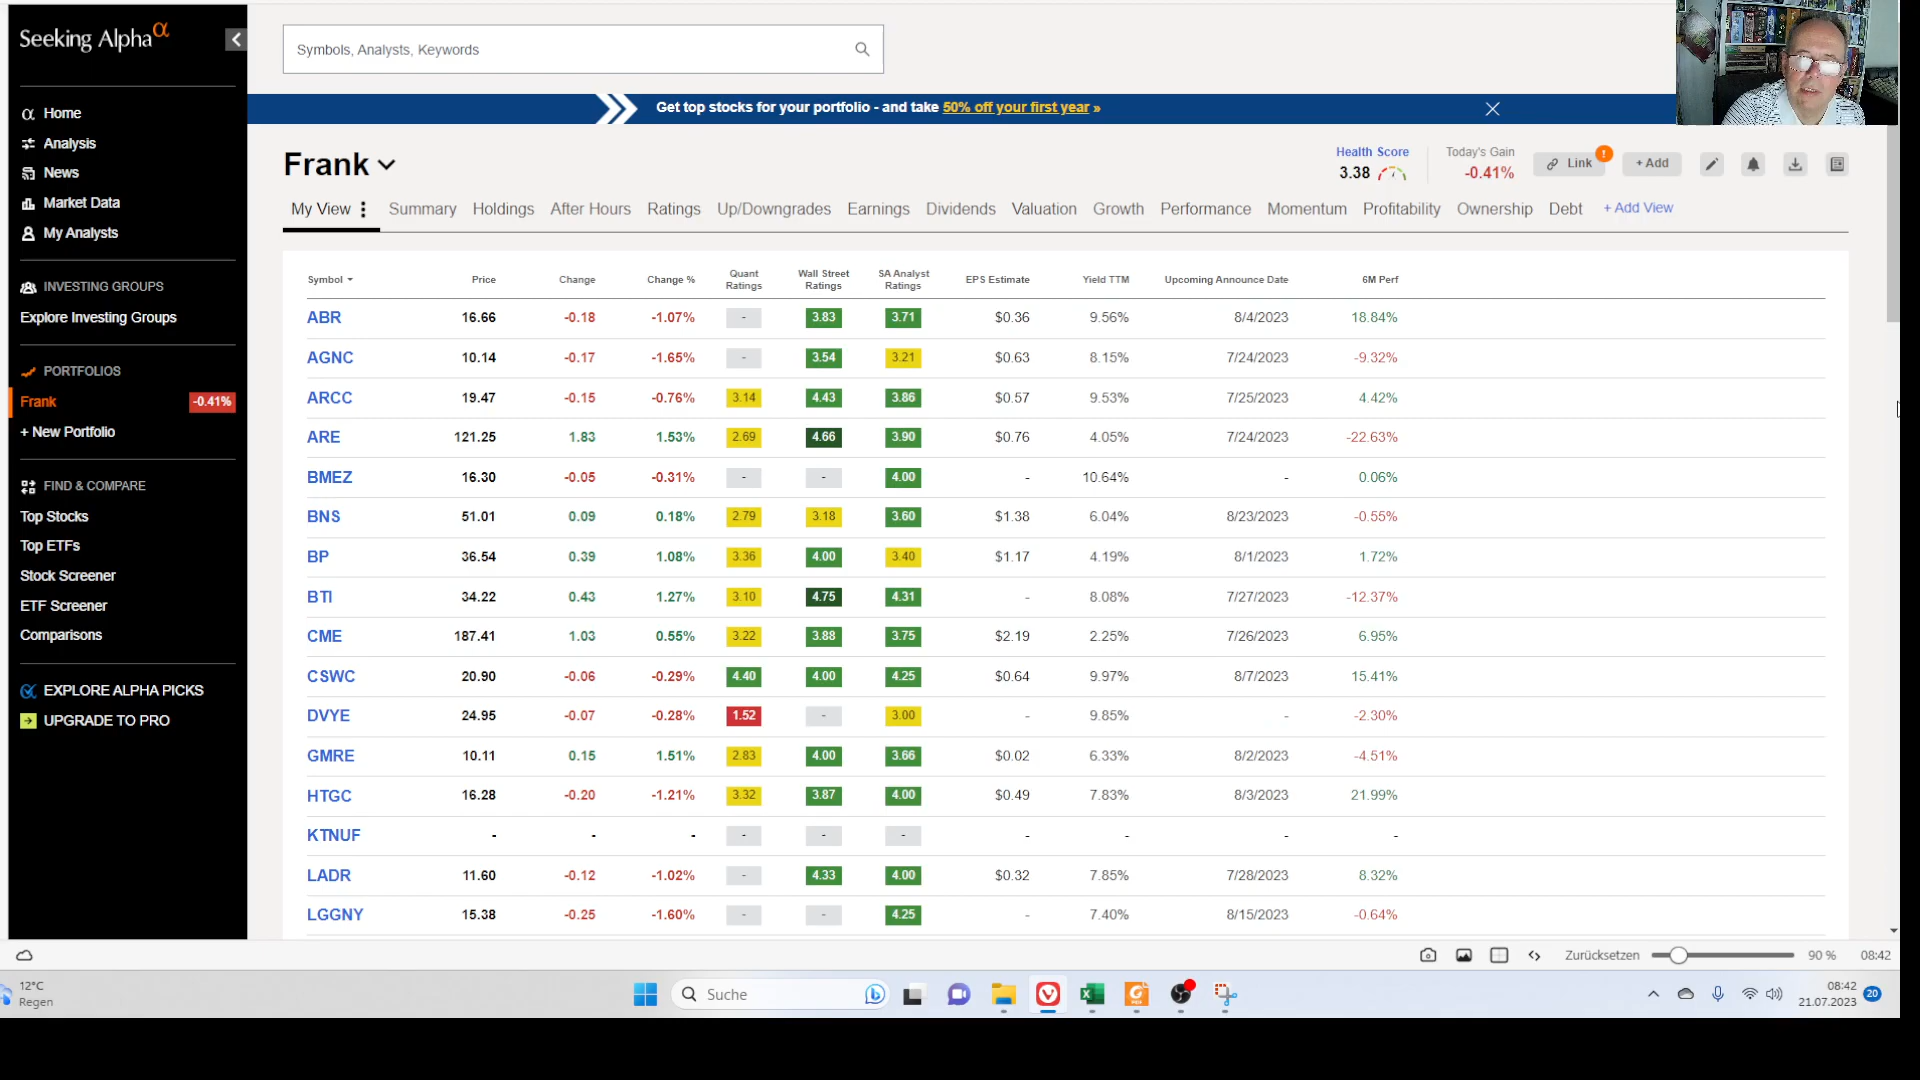 Seeking Alpha α
Symbols, Analysts, Keywords
Get top stocks for your portfolio - and take 50% off your first year »
Home
Analysis
News
Market Data
My Analysts
INVESTING GROUPS
Explore Investing Groups
PORTFOLIOS
Frank -0.41%
+ New Portfolio
FIND & COMPARE
Top Stocks
Top ETFs
Stock Screener
ETF Screener
Comparisons
EXPLORE ALPHA PICKS
UPGRADE TO PRO
Frank
Health Score
3.38
Today's Gain
-0.41%
Link !
+ Add
My View Summary Holdings After Hours Ratings Up/Downgrades Earnings Dividends Valuation Growth Performance Momentum Profitability Ownership Debt + Add View
Symbol Price Change Change % Quant Ratings Wall Street Ratings SA Analyst Ratings EPS Estimate Yield TTM Upcoming Announce Date 6M Perf
ABR 16.66 -0.18 -1.07% - 3.83 3.71 $0.36 9.56% 8/4/2023 18.84%
AGNC 10.14 -0.17 -1.65% - 3.54 3.21 $0.63 8.15% 7/24/2023 -9.32%
ARCC 19.47 -0.15 -0.76% 3.14 4.43 3.86 $0.57 9.53% 7/25/2023 4.42%
ARE 121.25 1.83 1.53% 2.69 4.66 3.90 $0.76 4.05% 7/24/2023 -22.63%
BMEZ 16.30 -0.05 -0.31% - - 4.00 - 10.64% - 0.06%
BNS 51.01 0.09 0.18% 2.79 3.18 3.60 $1.38 6.04% 8/23/2023 -0.55%
BP 36.54 0.39 1.08% 3.36 4.00 3.40 $1.17 4.19% 8/1/2023 1.72%
BTI 34.22 0.43 1.27% 3.10 4.75 4.31 - 8.08% 7/27/2023 -12.37%
CME 187.41 1.03 0.55% 3.22 3.88 3.75 $2.19 2.25% 7/26/2023 6.95%
CSWC 20.90 -0.06 -0.29% 4.40 4.00 4.25 $0.64 9.97% 8/7/2023 15.41%
DVYE 24.95 -0.07 -0.28% 1.52 - 3.00 - 9.85% - -2.30%
GMRE 10.11 0.15 1.51% 2.83 4.00 3.66 $0.02 6.33% 8/2/2023 -4.51%
HTGC 16.28 -0.20 -1.21% 3.32 3.87 4.00 $0.49 7.83% 8/3/2023 21.99%
KTNUF - - - - - - - - - -
LADR 11.60 -0.12 -1.02% - 4.33 4.00 $0.32 7.85% 7/28/2023 8.32%
LGGNY 15.38 -0.25 -1.60% - - 4.25 - 7.40% 8/15/2023 -0.64%
Zurücksetzen 90 % 08:42
12°C
Regen
Suche
08:42
21.07.2023 20